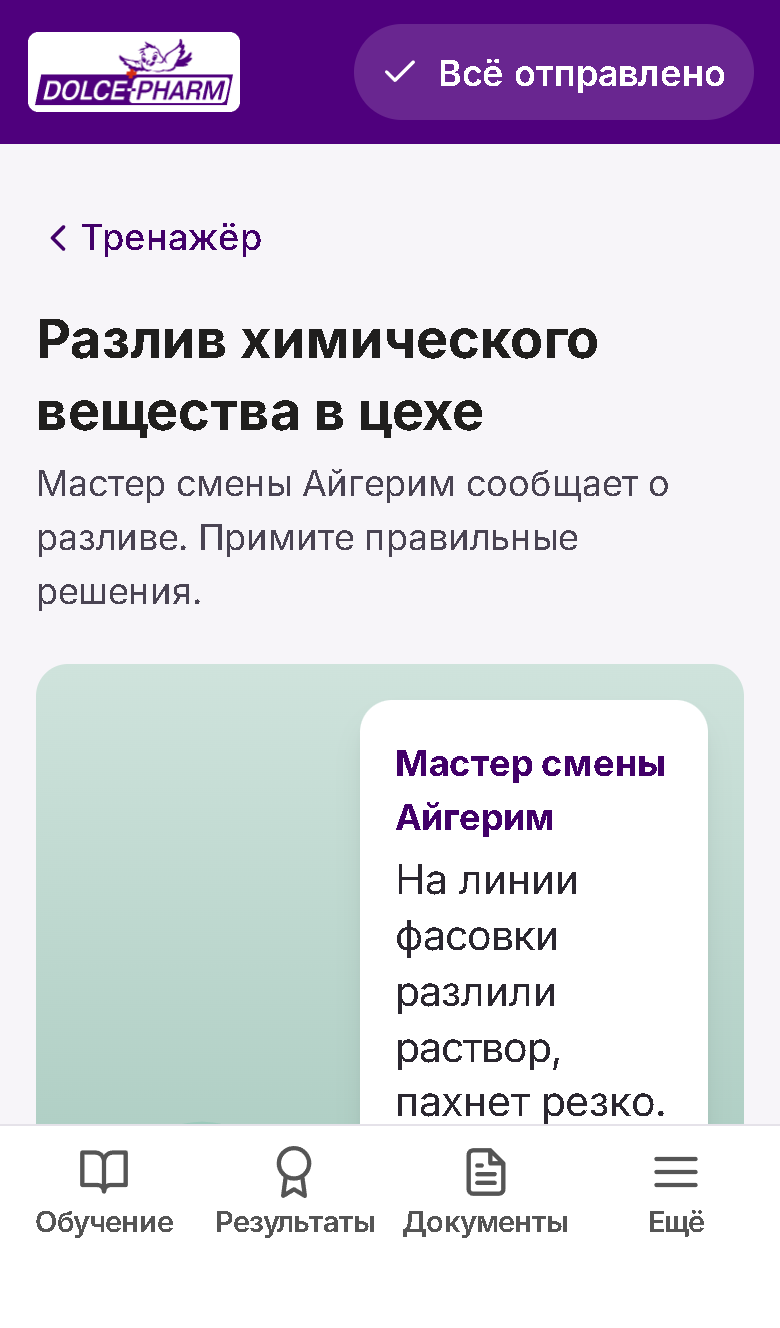 DOLCE-PHARM
Всё отправлено
Тренажёр
Разлив химического
вещества в цехе
Мастер смены Айгерим сообщает о
разливе. Примите правильные
решения.
Мастер смены
Айгерим
На линии
фасовки
разлили
раствор,
пахнет резко.
Обучение
Результаты
Документы
Ещё